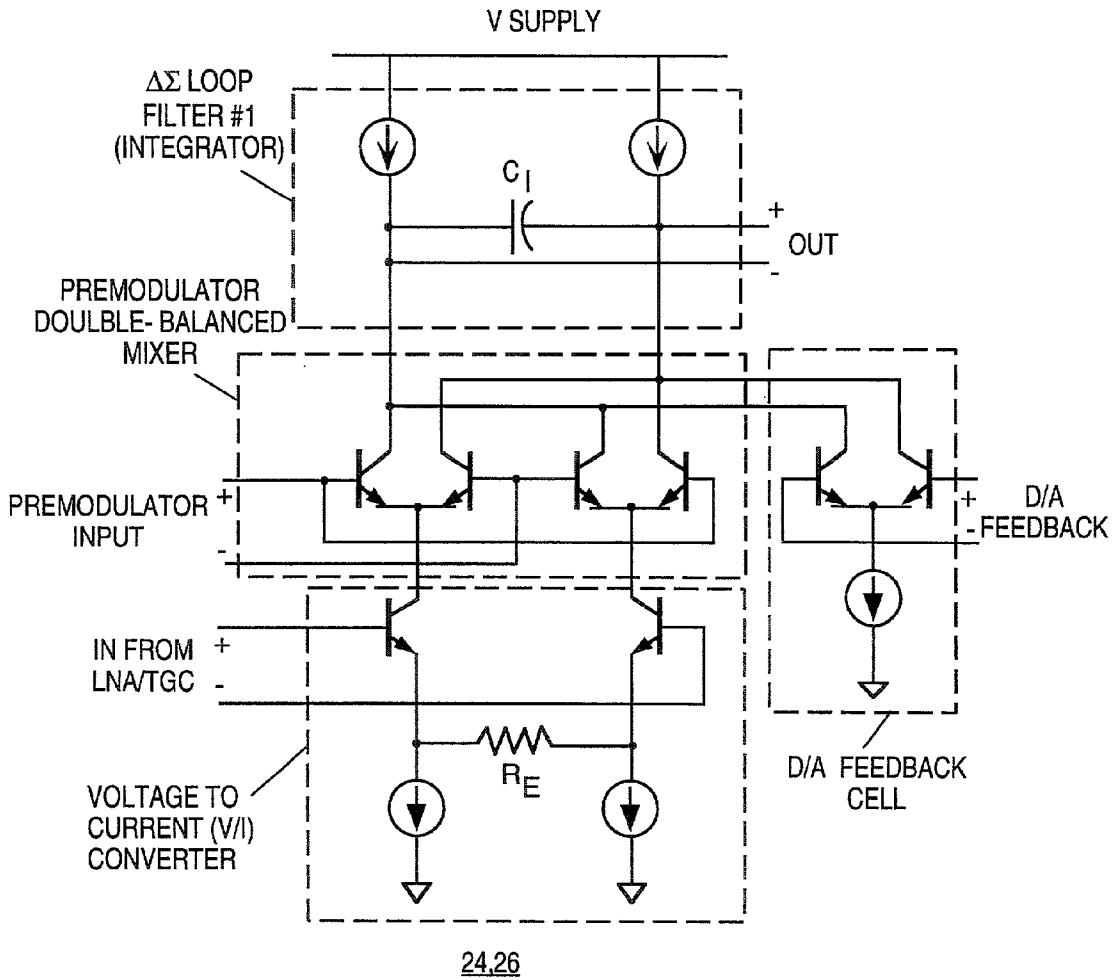 V SUPPLY
ΔΣ LOOP
FILTER #1
(INTEGRATOR)
C I
+
OUT
-
PREMODULATOR
DOULBLE- BALANCED
MIXER
PREMODULATOR
INPUT
+
-
+
-
D/A
FEEDBACK
IN FROM
LNA/TGC
+
-
R E
VOLTAGE TO
CURRENT (V/I)
CONVERTER
D/A FEEDBACK
CELL
24,26